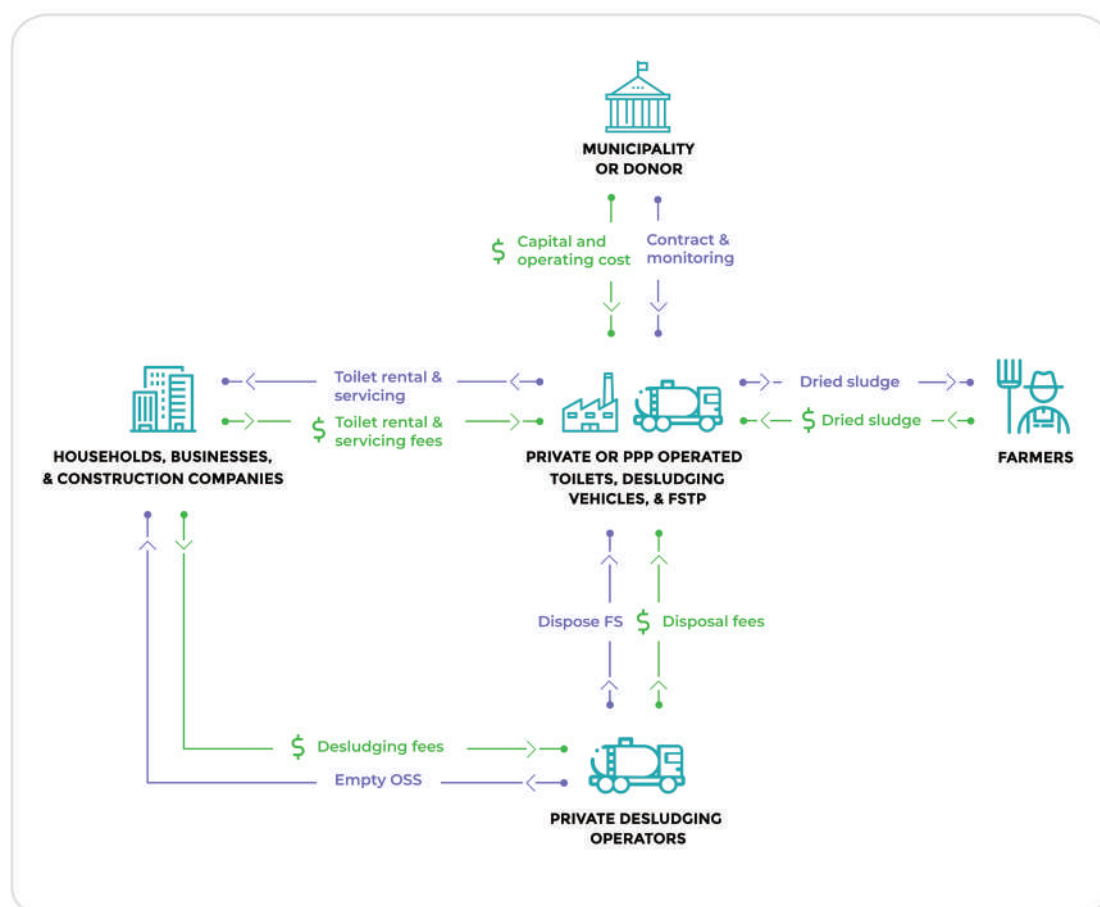 MUNICIPALITY
OR DONOR
$ Capital and
operating cost
Contract &
monitoring
Toilet rental &
servicing
$ Toilet rental &
servicing fees
Dried sludge
$ Dried sludge
HOUSEHOLDS, BUSINESSES,
& CONSTRUCTION COMPANIES
PRIVATE OR PPP OPERATED
TOILETS, DESLUDGING
VEHICLES, & FSTP
FARMERS
Dispose FS
$ Disposal fees
$ Desludging fees
Empty OSS
PRIVATE DESLUDGING
OPERATORS